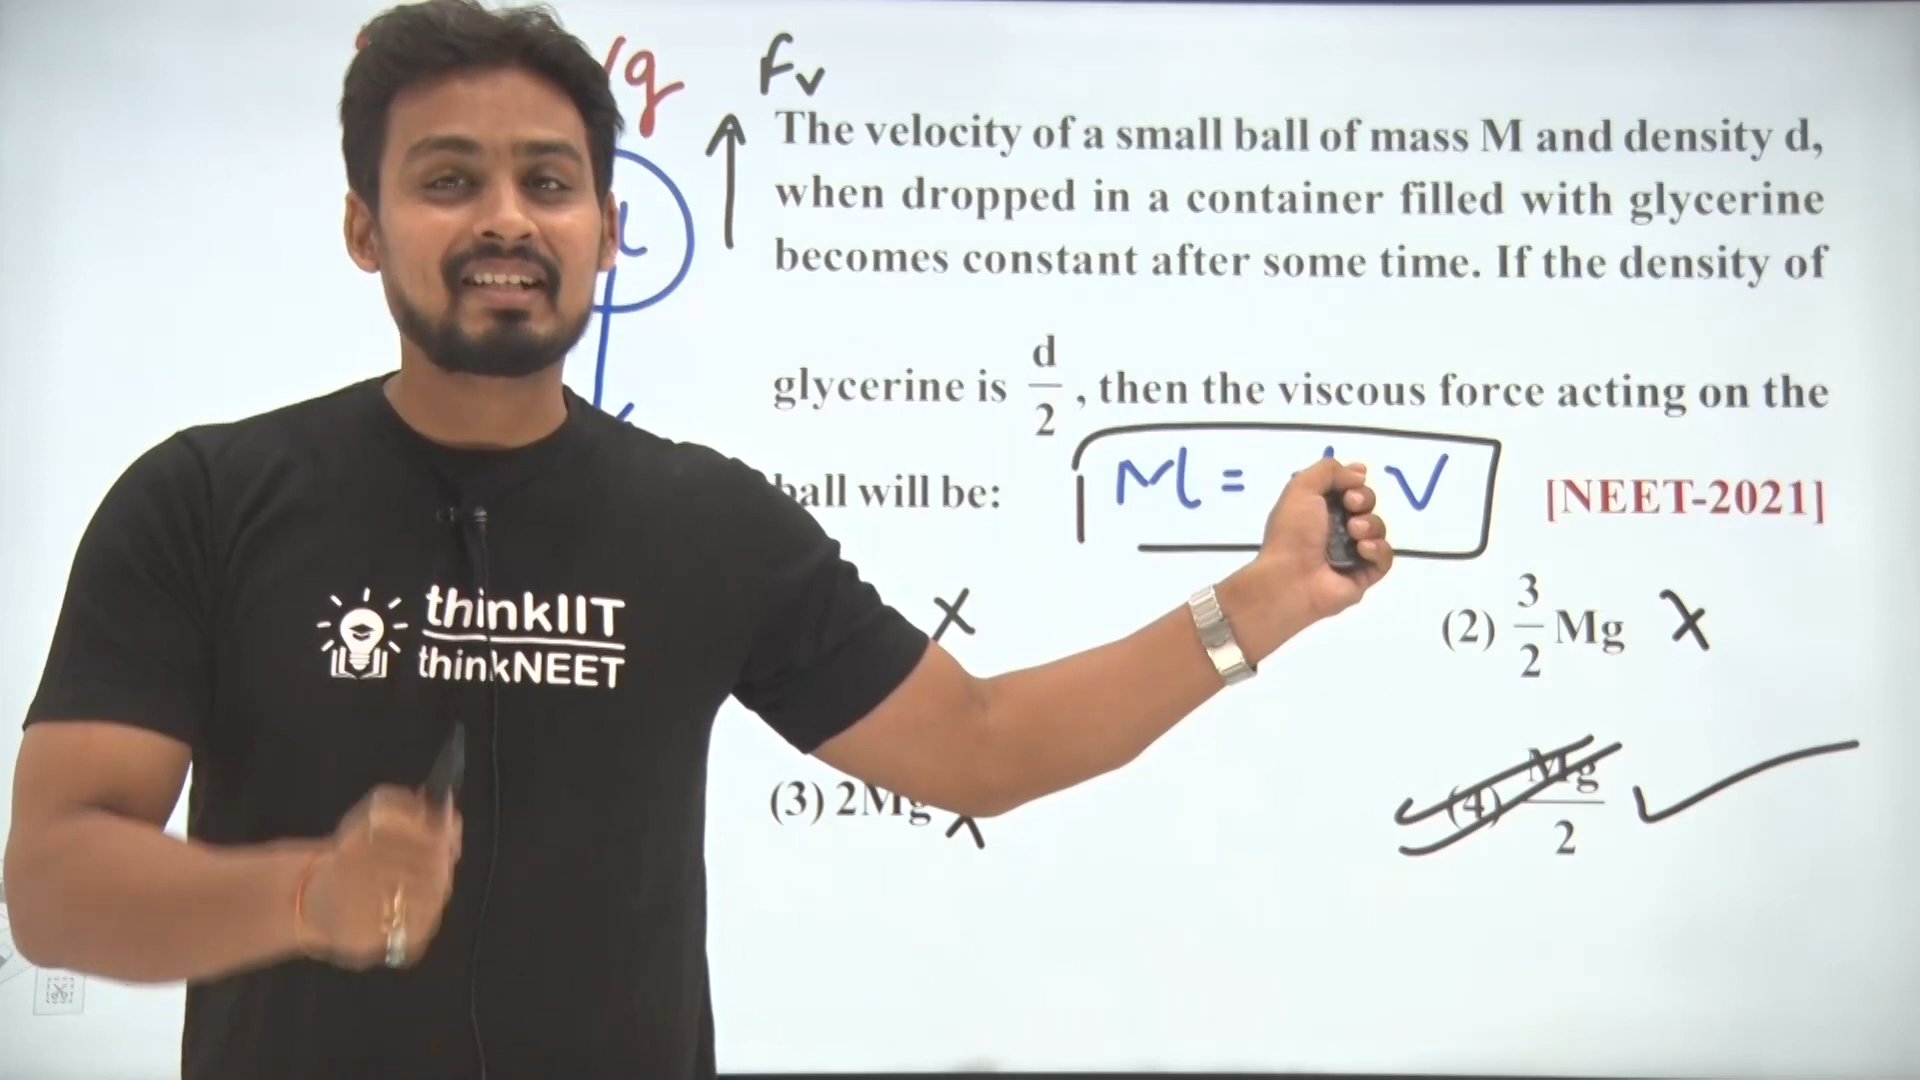 Fv
The velocity of a small ball of mass M and density d,
when dropped in a container filled with glycerine
becomes constant after some time. If the density of
glycerine is d/2, then the viscous force acting on the
ball will be: M = V [NEET-2021]
(2) 3/2 Mg X
(3) 2Mg
(4) Mg/2
thinkIIT
thinkNEET